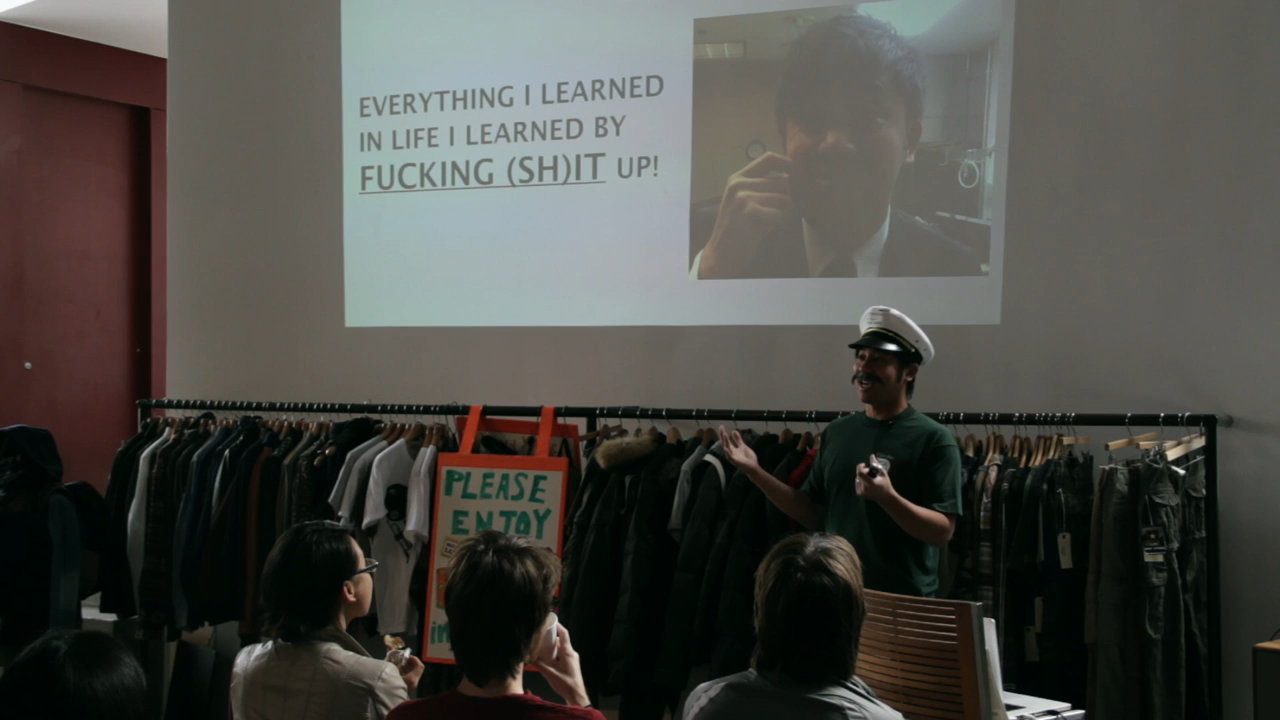 EVERYTHING I LEARNED
IN LIFE I LEARNED BY
FUCKING (SH)IT UP!
PLEASE
ENJOY